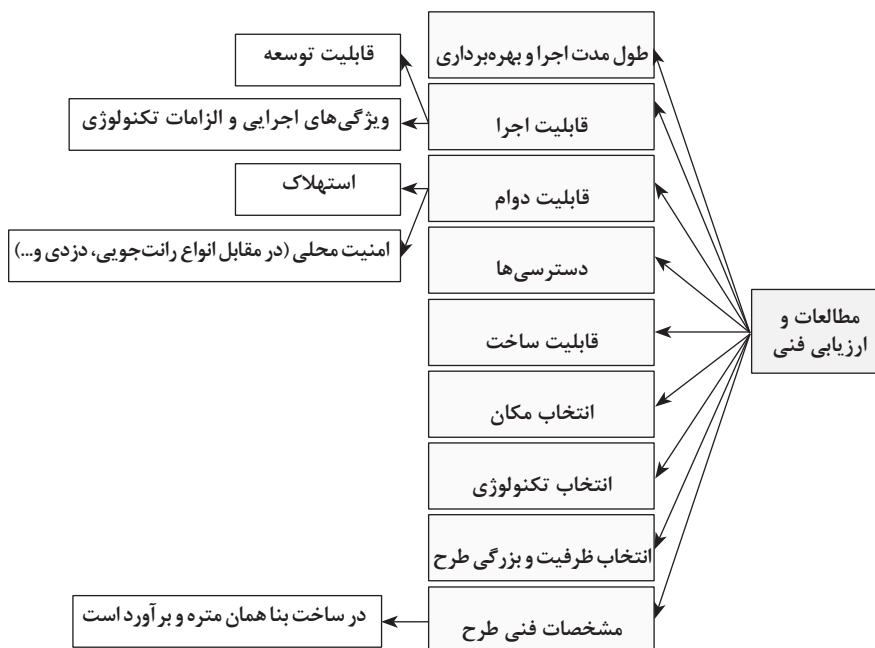 مطالعات و
ارزیابی فنی
طول مدت اجرا و بهره‌برداری
قابلیت اجرا
قابلیت توسعه
ویژگی‌های اجرایی و الزامات تکنولوژی
قابلیت دوام
استهلاک
امنیت محلی (در مقابل انواع رانت‌جویی، دزدی و...)
دسترسی‌ها
قابلیت ساخت
انتخاب مکان
انتخاب تکنولوژی
انتخاب ظرفیت و بزرگی طرح
مشخصات فنی طرح
در ساخت بنا همان متره و برآورد است